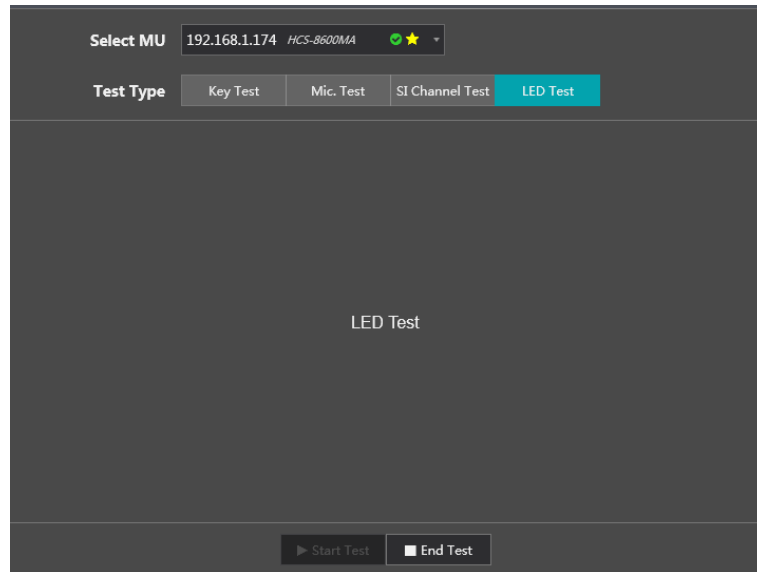 Select MU 192.168.1.174 HCS-8600MA
Test Type Key Test Mic. Test SI Channel Test LED Test
LED Test
Start Test End Test